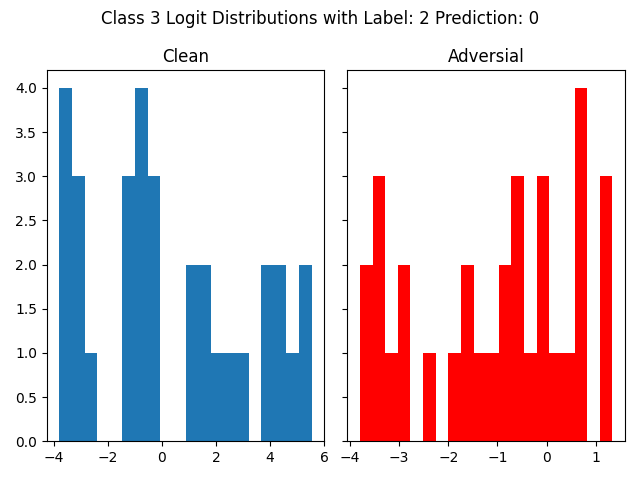 Class 3 Logit Distributions with Label: 2 Prediction: 0
Clean
Adversial
4.0
3.5
3.0
2.5
2.0
1.5
1.0
0.5
0.0
−4 −2 0 2 4 6
−4 −3 −2 −1 0 1